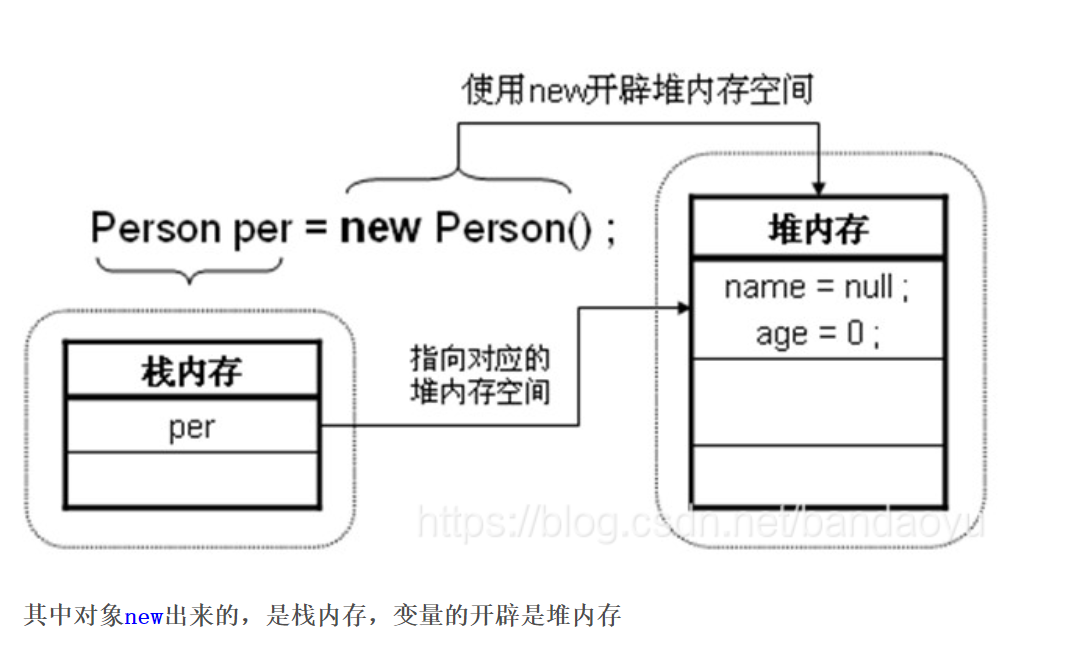 使用new开辟堆内存空间
Person per = new Person() ;
堆内存
name = null ;
age = 0 ;
栈内存
per
指向对应的
堆内存空间
https://blog.csdn.net/bandaoyu
其中对象new出来的，是栈内存，变量的开辟是堆内存